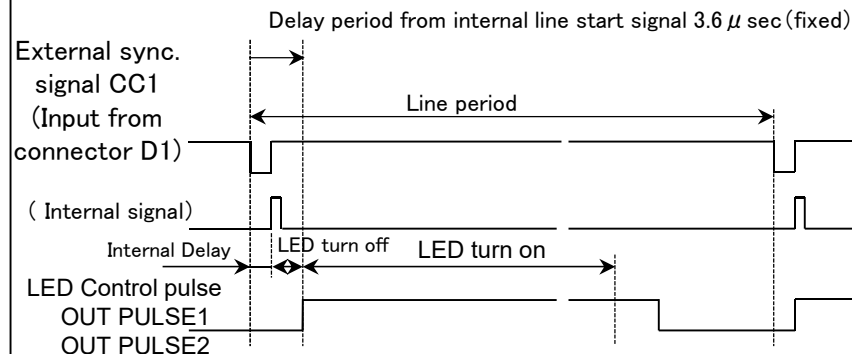 Delay period from internal line start signal 3.6 μ sec (fixed)
External sync.
signal CC1
(Input from
connector D1)
Line period
( Internal signal)
Internal Delay
LED turn off
LED turn on
LED Control pulse
OUT PULSE1
OUT PULSE2